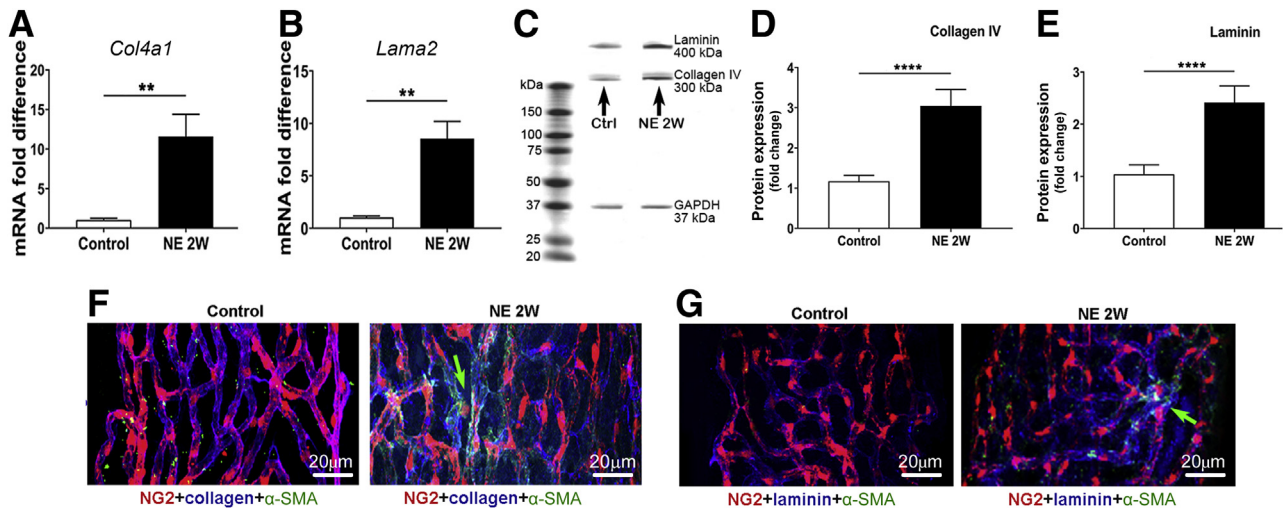 A
Col4a1
mRNA fold difference
20
15
10
5
0
**
Control
NE 2W
B
Lama2
mRNA fold difference
15
10
5
0
**
Control
NE 2W
C
kDa
150
100
75
50
37
25
20
Laminin
400 kDa
Collagen IV
300 kDa
Ctrl
NE 2W
GAPDH
37 kDa
D
Collagen IV
Protein expression
(fold change)
4
3
2
1
0
****
Control
NE 2W
E
Laminin
Protein expression
(fold change)
3
2
1
0
****
Control
NE 2W
F
Control
20μm
NE 2W
20μm
NG2+collagen+α-SMA
NG2+collagen+α-SMA
G
Control
20μm
NE 2W
20μm
NG2+laminin+α-SMA
NG2+laminin+α-SMA